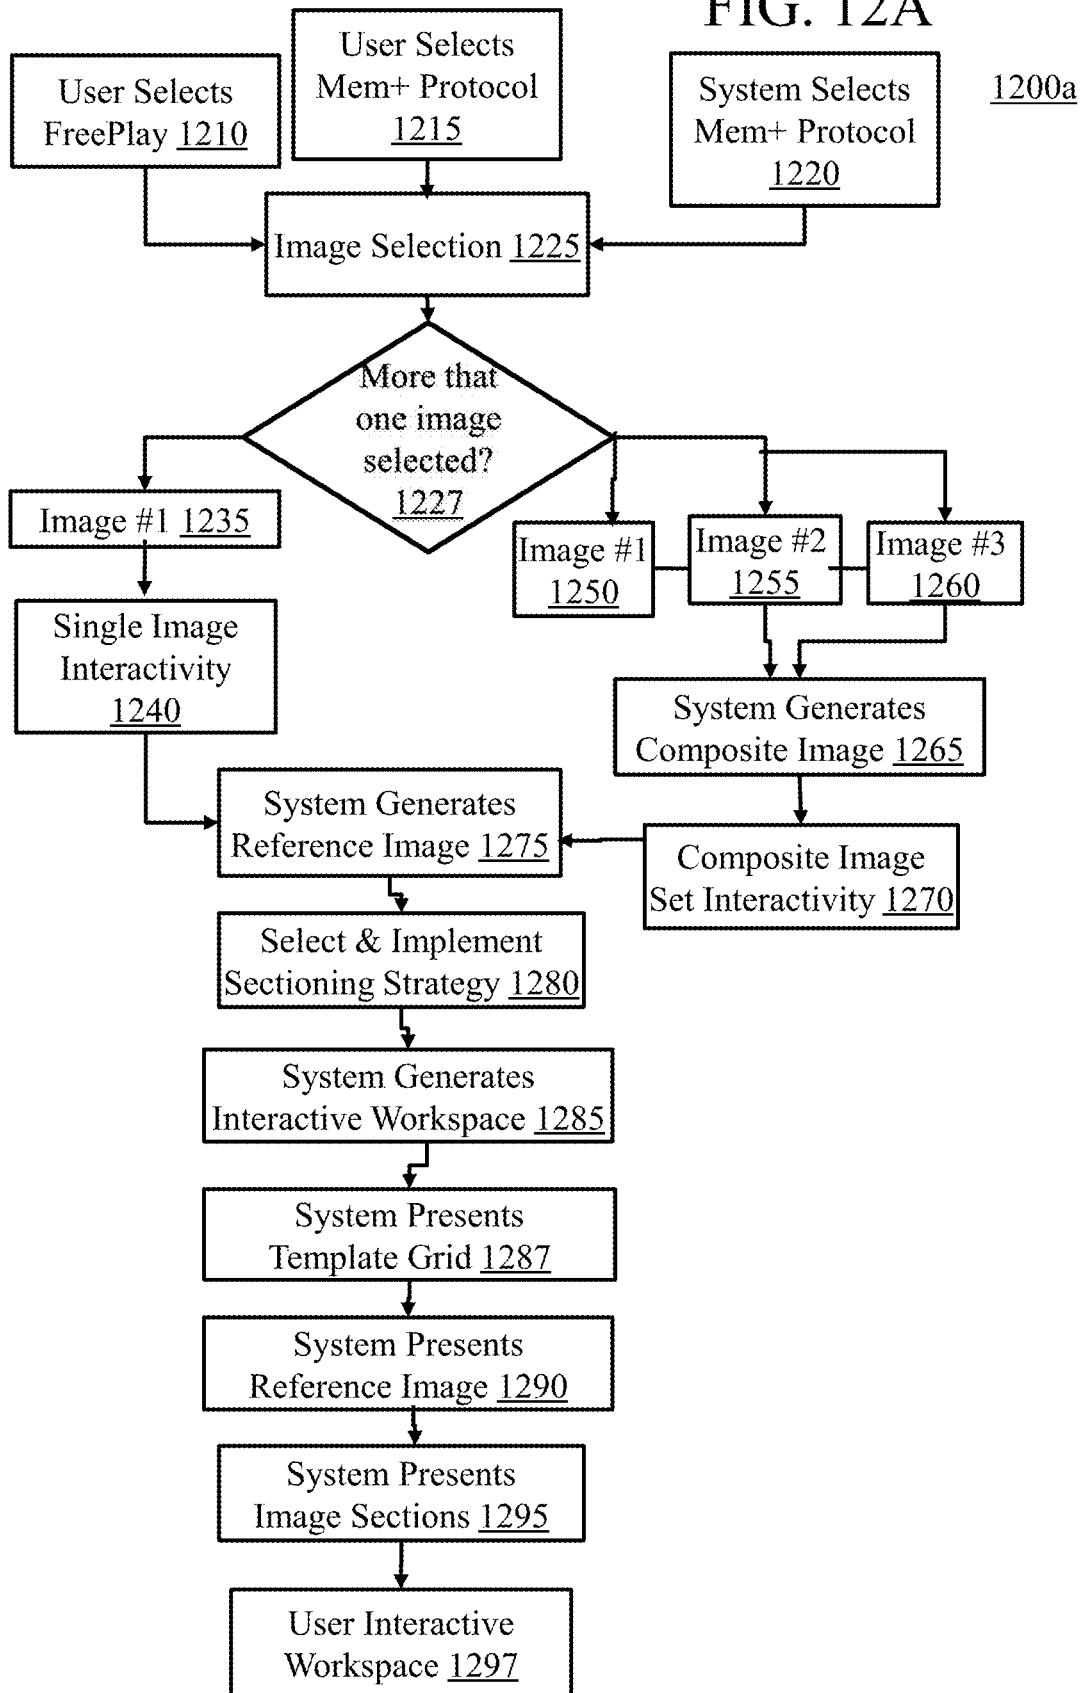 FIG. 12A
1200a
User Selects
FreePlay 1210
User Selects
Mem+ Protocol
1215
System Selects
Mem+ Protocol
1220
Image Selection 1225
More that
one image
selected?
1227
Image #1 1235
Single Image
Interactivity
1240
Image #1
1250
Image #2
1255
Image #3
1260
System Generates
Composite Image 1265
Composite Image
Set Interactivity 1270
System Generates
Reference Image 1275
Select & Implement
Sectioning Strategy 1280
System Generates
Interactive Workspace 1285
System Presents
Template Grid 1287
System Presents
Reference Image 1290
System Presents
Image Sections 1295
User Interactive
Workspace 1297